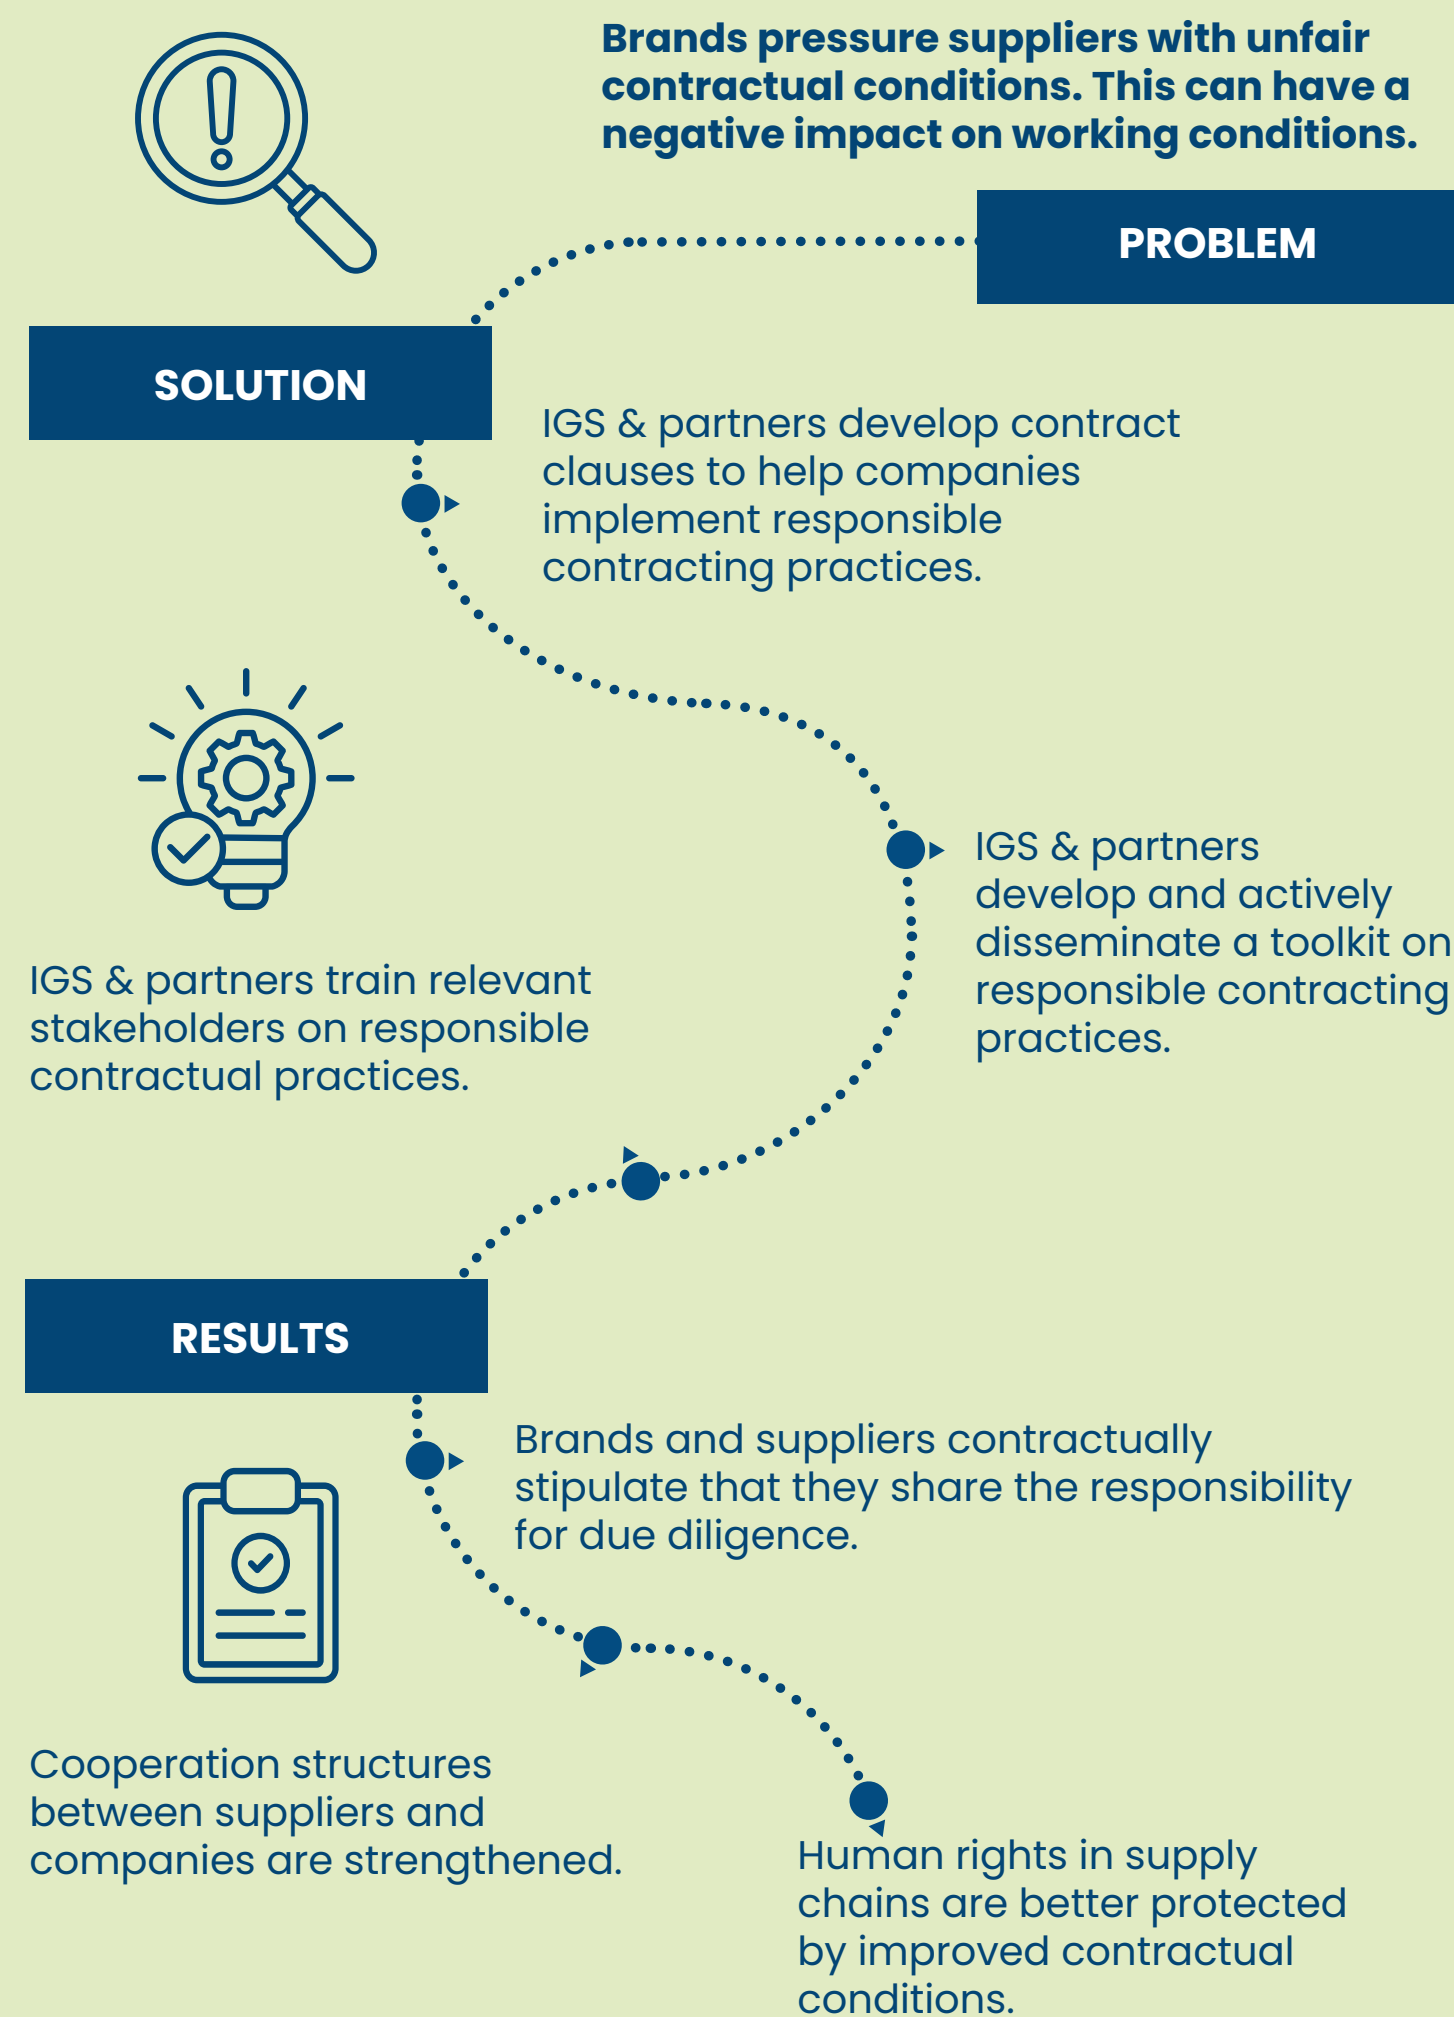 Brands pressure suppliers with unfair
contractual conditions. This can have a
negative impact on working conditions.
PROBLEM
SOLUTION
IGS & partners develop contract
clauses to help companies
implement responsible
contracting practices.
IGS & partners
develop and actively
disseminate a toolkit on
responsible contracting
practices.
IGS & partners train relevant
stakeholders on responsible
contractual practices.
RESULTS
Brands and suppliers contractually
stipulate that they share the responsibility
for due diligence.
Cooperation structures
between suppliers and
companies are strengthened.
Human rights in supply
chains are better protected
by improved contractual
conditions.